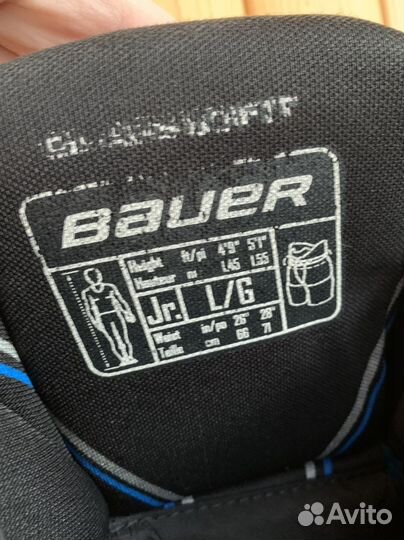 BAUER
Height ft/pi 4'9" 5'1"
Hauteur m 1.45 1.55
Jr. L/G
Waist in/po 26" 28"
Taille cm 66 71
Avito